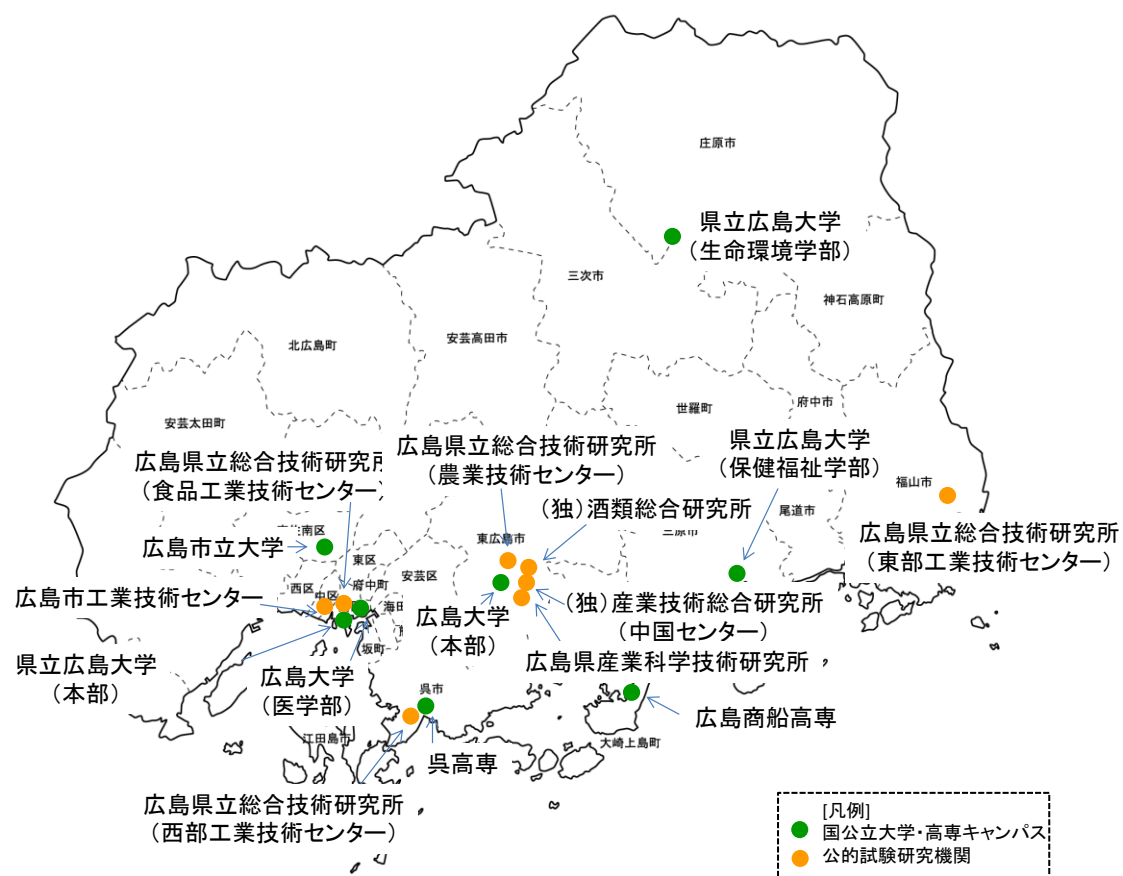 庄原市
県立広島大学
（生命環境学部）
三次市
神石高原町
安芸高田市
北広島町
世羅町
府中市
安芸太田町
県立広島大学
（保健福祉学部）
広島県立総合技術研究所
（農業技術センター）
広島県立総合技術研究
（食品工業技術センター）
福山市
（独）酒類総合研究所
尾道市
広島県立総合技術研究所
（東部工業技術センター）
東広島市
南区
広島市立大学
東区
安芸区
府中町
西区
中区
広島市工業技術センター
海田
（独）産業技術総合研究所
（中国センター）
広島大学
（本部）
坂町
広島県産業科学技術研究所
県立広島大学
（本部）
広島大学
（医学部）
呉市
広島商船高専
江田島市
大崎上島町
呉高専
広島県立総合技術研究所
（西部工業技術センター）
[凡例]
国公立大学・高専キャンパス
公的試験研究機関